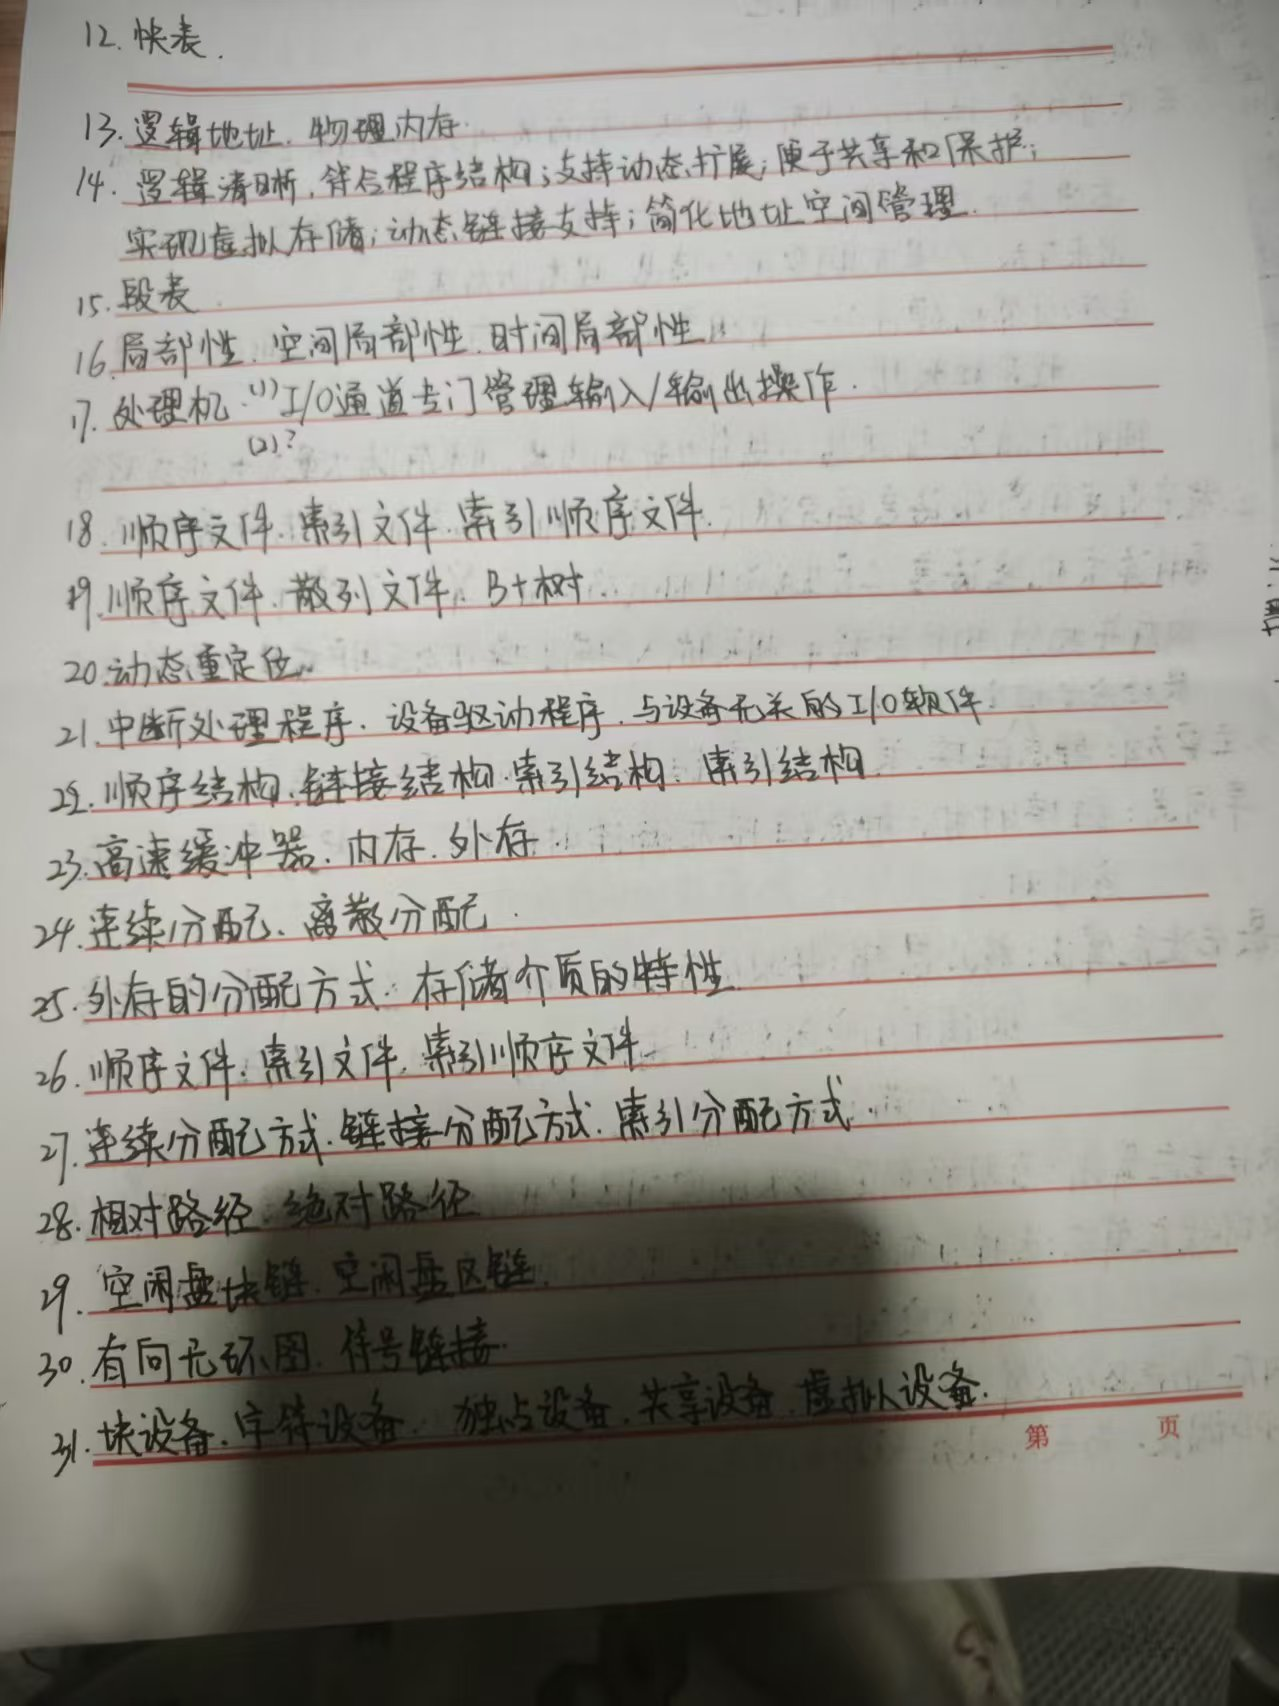 12. 快表.
13. 逻辑地址. 物理内存.
14. 逻辑清晰, 符合程序结构; 支持动态扩展; 便于共享和保护;
实现虚拟存储; 动态链接支持; 简化地址空间管理.
15. 段表.
16. 局部性. 空间局部性. 时间局部性
17. 处理机. (1) I/O通道专门管理输入/输出操作.
(2)?
18. 顺序文件. 索引文件. 索引顺序文件.
19. 顺序文件. 散列文件. B+树
20. 动态重定位.
21. 中断处理程序. 设备驱动程序. 与设备无关的I/O软件
22. 顺序结构. 链接结构. 索引结构. 索引结构.
23. 高速缓冲器. 内存. 外存.
24. 连续分配. 离散分配.
25. 外存的分配方式. 存储介质的特性.
26. 顺序文件. 索引文件. 索引顺序文件
27. 连续分配方式. 链接分配方式. 索引分配方式.
28. 相对路径. 绝对路径
29. 空闲盘块链. 空闲盘区链.
30. 有向无环图. 符号链接.
31. 块设备. 字符设备. 独占设备. 共享设备. 虚拟设备.
第 页